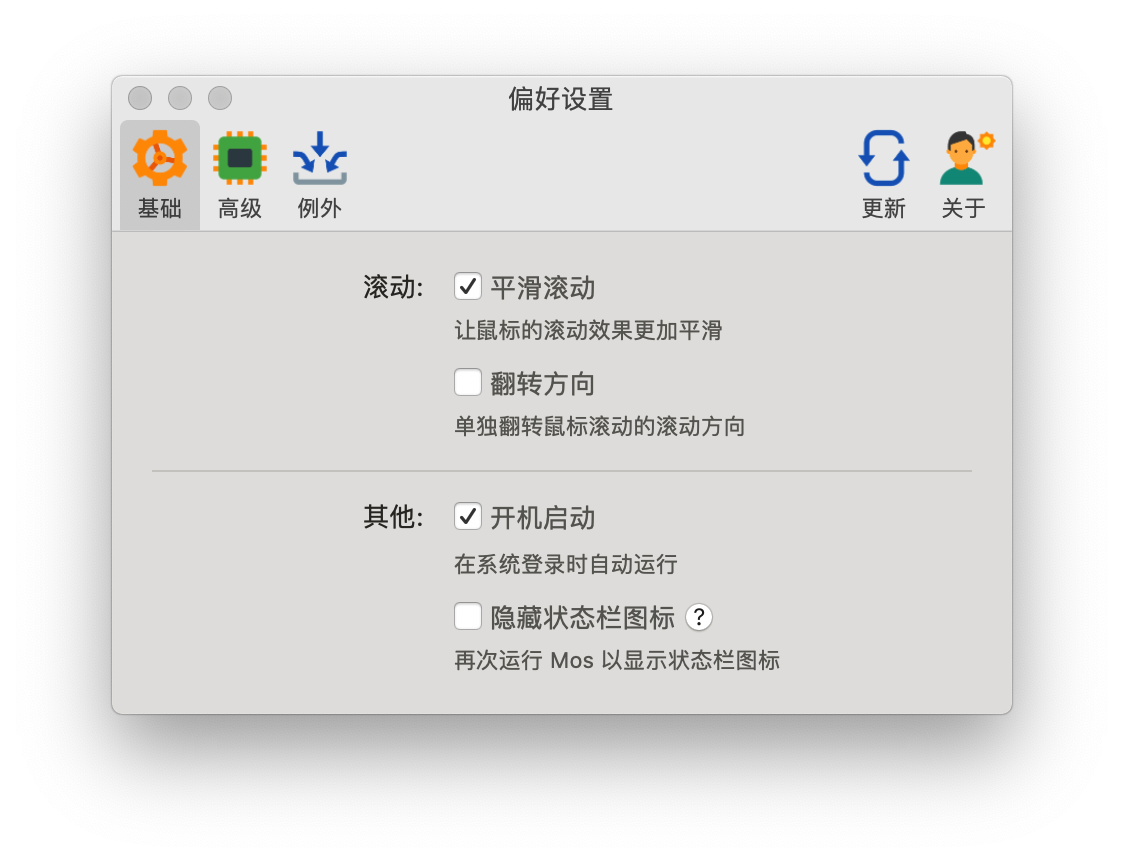 偏好设置
基础
高级
例外
更新
关于
滚动:
平滑滚动
让鼠标的滚动效果更加平滑
翻转方向
单独翻转鼠标滚动的滚动方向
其他:
开机启动
在系统登录时自动运行
隐藏状态栏图标 ?
再次运行 Mos 以显示状态栏图标